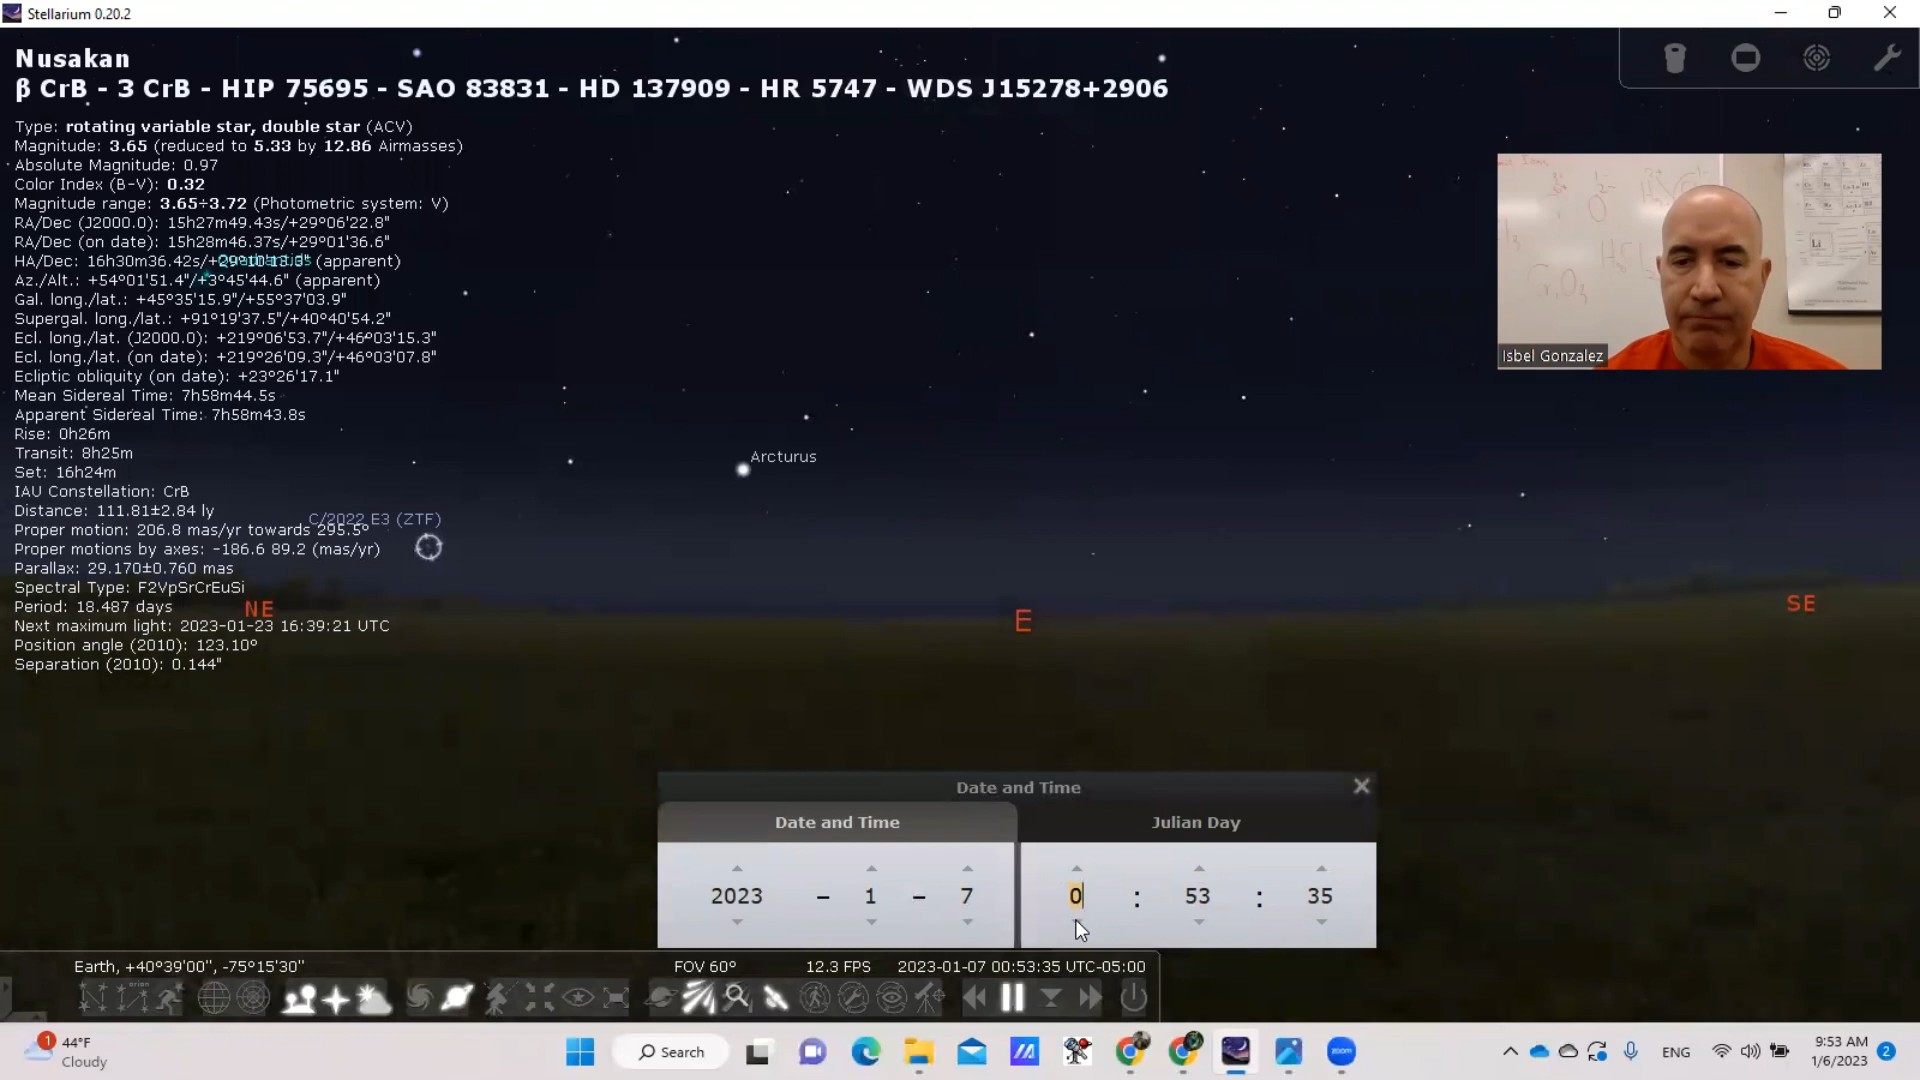 Stellarium 0.20.2
Nusakan
β CrB - 3 CrB - HIP 75695 - SAO 83831 - HD 137909 - HR 5747 - WDS J15278+2906
Type: rotating variable star, double star (ACV)
Magnitude: 3.65 (reduced to 5.33 by 12.86 Airmasses)
Absolute Magnitude: 0.97
Color Index (B-V): 0.32
Magnitude range: 3.65÷3.72 (Photometric system: V)
RA/Dec (J2000.0): 15h27m49.43s/+29°06'22.8"
RA/Dec (on date): 15h28m46.37s/+29°01'36.6"
HA/Dec: 16h30m36.42s/+29°10'13.3" (apparent)
Az./Alt.: +54°01'51.4"/+3°45'44.6" (apparent)
Gal. long./lat.: +45°35'15.9"/+55°37'03.9"
Supergal. long./lat.: +91°19'37.5"/+40°40'54.2"
Ecl. long./lat. (J2000.0): +219°06'53.7"/+46°03'15.3"
Ecl. long./lat. (on date): +219°26'09.3"/+46°03'07.8"
Ecliptic obliquity (on date): +23°26'17.1"
Mean Sidereal Time: 7h58m44.5s
Apparent Sidereal Time: 7h58m43.8s
Rise: 0h26m
Transit: 8h25m
Set: 16h24m
IAU Constellation: CrB
Distance: 111.81±2.84 ly
C/2022 E3 (ZTF)
Proper motion: 206.8 mas/yr towards 295.5°
Proper motions by axes: -186.6 89.2 (mas/yr)
Parallax: 29.170±0.760 mas
Spectral Type: F2VpSrCrEuSi
Period: 18.487 days
Next maximum light: 2023-01-23 16:39:21 UTC
Position angle (2010): 123.10°
Separation (2010): 0.144"
Arcturus
NE
E
SE
Li
Isbel Gonzalez
Date and Time
Date and Time
Julian Day
2023 - 1 - 7
0 : 53 : 35
Earth, +40°39'00", -75°15'30"
FOV 60°
12.3 FPS
2023-01-07 00:53:35 UTC-05:00
1
44°F
Cloudy
Search
zoom
ENG
9:53 AM
1/6/2023
2